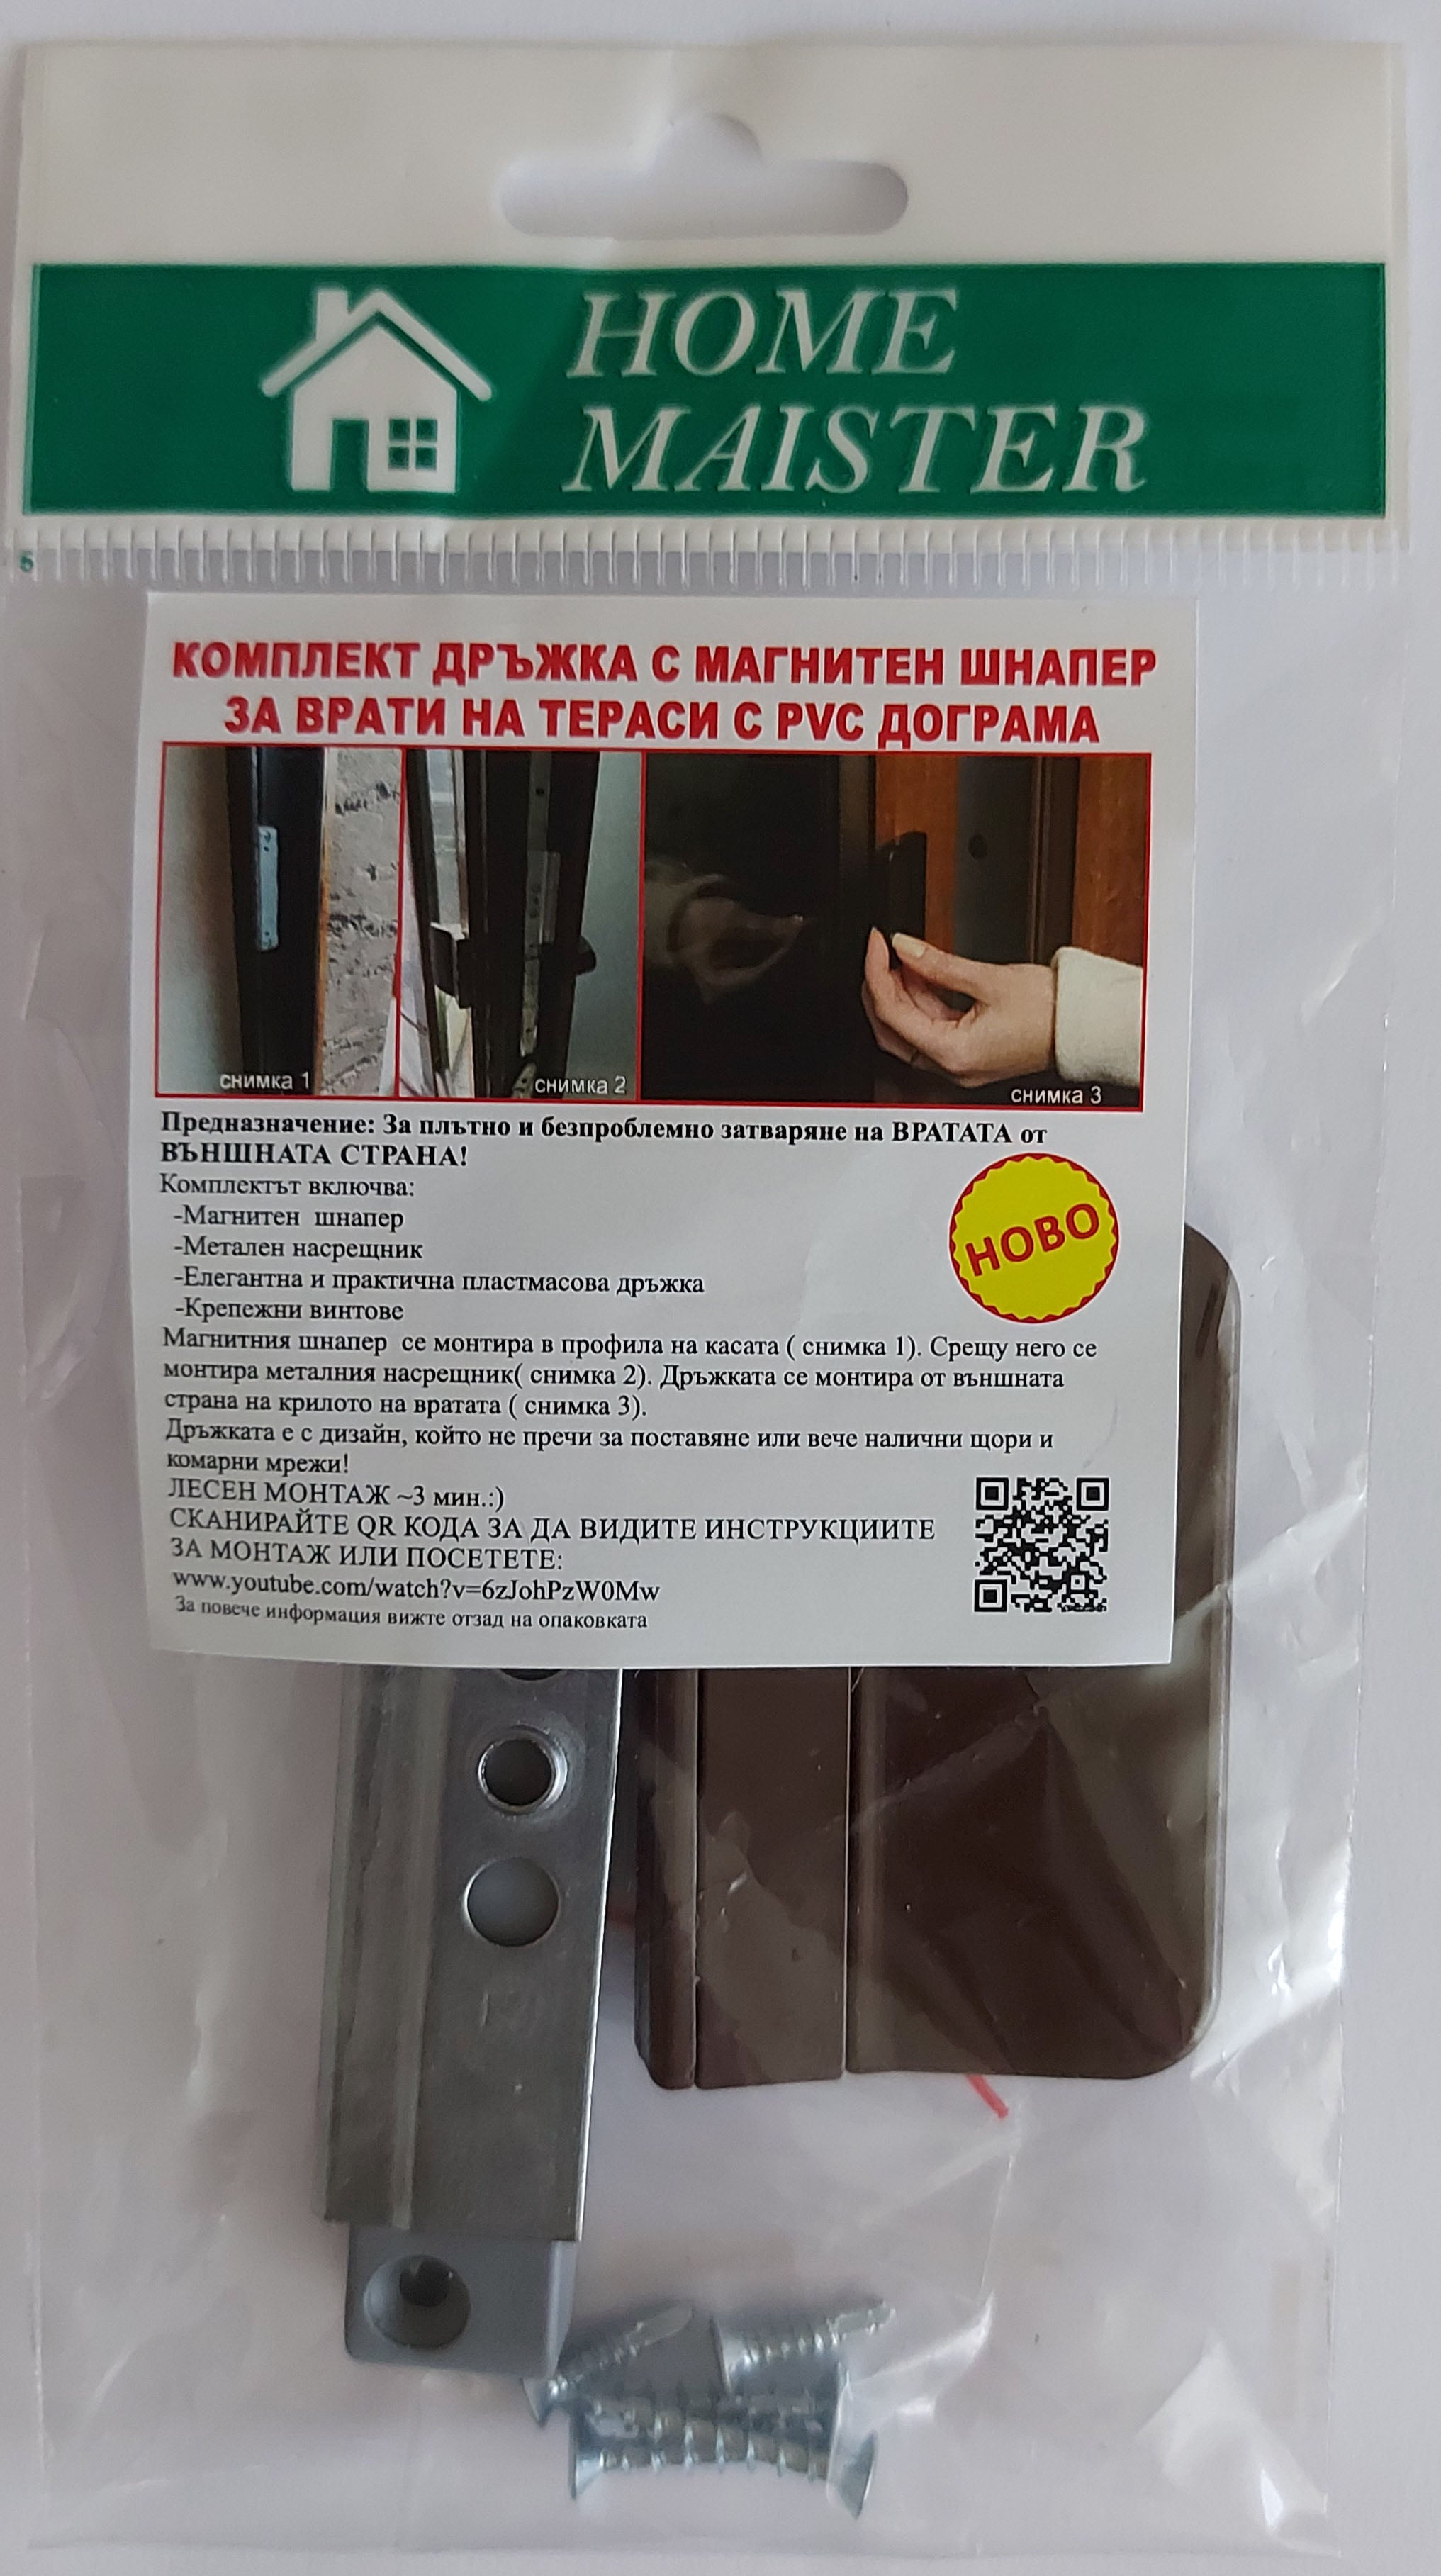 HOME
MAISTER
КОМПЛЕКТ ДРЪЖКА С МАГНИТЕН ШНАПЕР
ЗА ВРАТИ НА ТЕРАСИ С PVC ДОГРАМА
снимка 1
снимка 2
снимка 3
Предназначение: За плътно и безпроблемно затваряне на ВРАТАТА от
ВЪНШНАТА СТРАНА!
Комплектът включва:
-Магнитен шнапер
-Метален насрещник
-Елегантна и практична пластмасова дръжка
-Крепежни винтове
НОВО
Магнитния шнапер се монтира в профила на касата ( снимка 1). Срещу него се
монтира металния насрещник( снимка 2). Дръжката се монтира от външната
страна на крилото на вратата ( снимка 3).
Дръжката е с дизайн, който не пречи за поставяне или вече налични щори и
комарни мрежи!
ЛЕСЕН МОНТАЖ ~3 мин.:)
СКАНИРАЙТЕ QR КОДА ЗА ДА ВИДИТЕ ИНСТРУКЦИИТЕ
ЗА МОНТАЖ ИЛИ ПОСЕТЕТЕ:
www.youtube.com/watch?v=6zJohPzW0Mw
За повече информация вижте отзад на опаковката